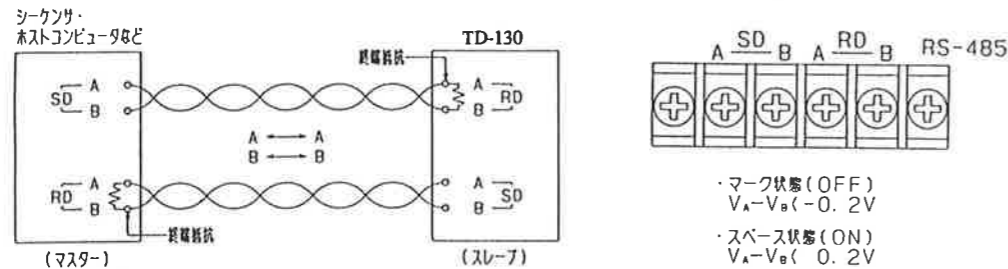 シーケンサ・
ホストコンピュータなど
TD-130
終端抵抗
SD
A
B
A
B
RD
A ↔ A
B ↔ B
RD
A
B
A
B
SD
終端抵抗
(マスター)
(スレーブ)
SD
RD
A
B
A
B
RS-485
・マーク状態(OFF)
VA-VB(-0.2V
・スペース状態(ON)
VA-VB( 0.2V